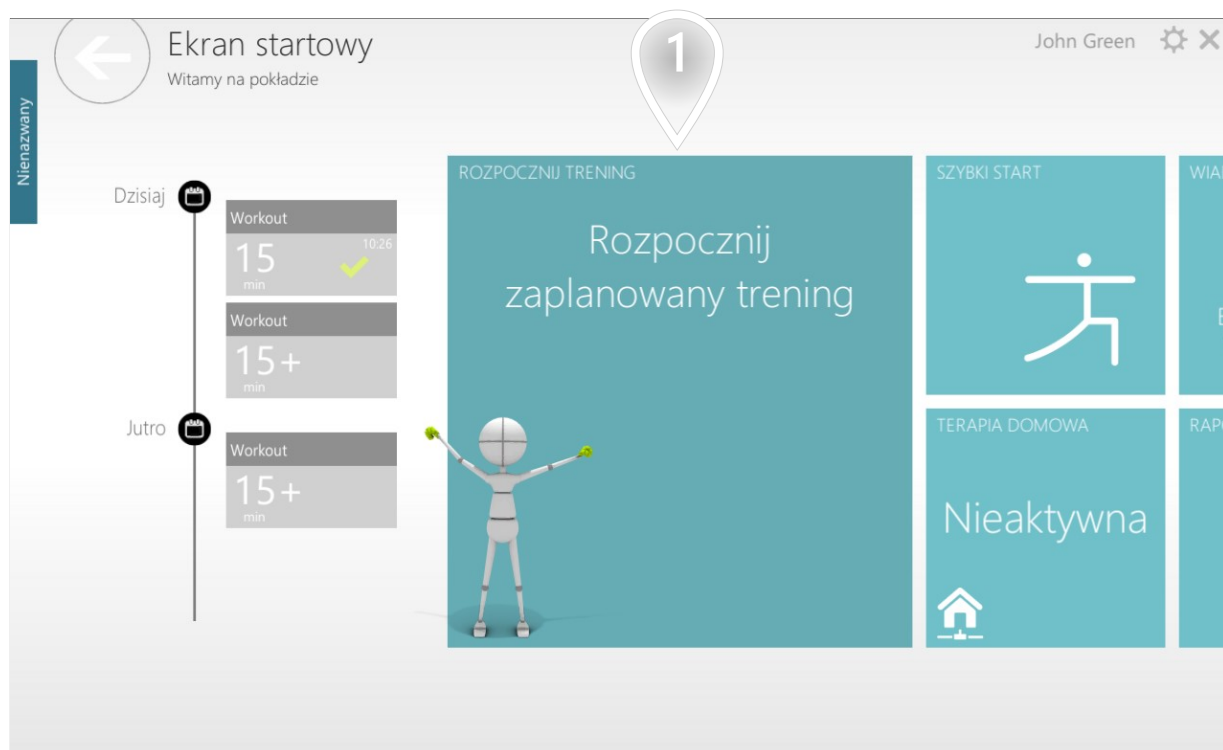 Ekran startowy
Witamy na pokładzie
1
John Green
Nienazwany
Dzisiaj
Workout
15
10:26
min
Workout
15+
min
Jutro
Workout
15+
min
ROZPOCZNIJ TRENING
Rozpocznij
zaplanowany trening
SZYBKI START
TERAPIA DOMOWA
Nieaktywna